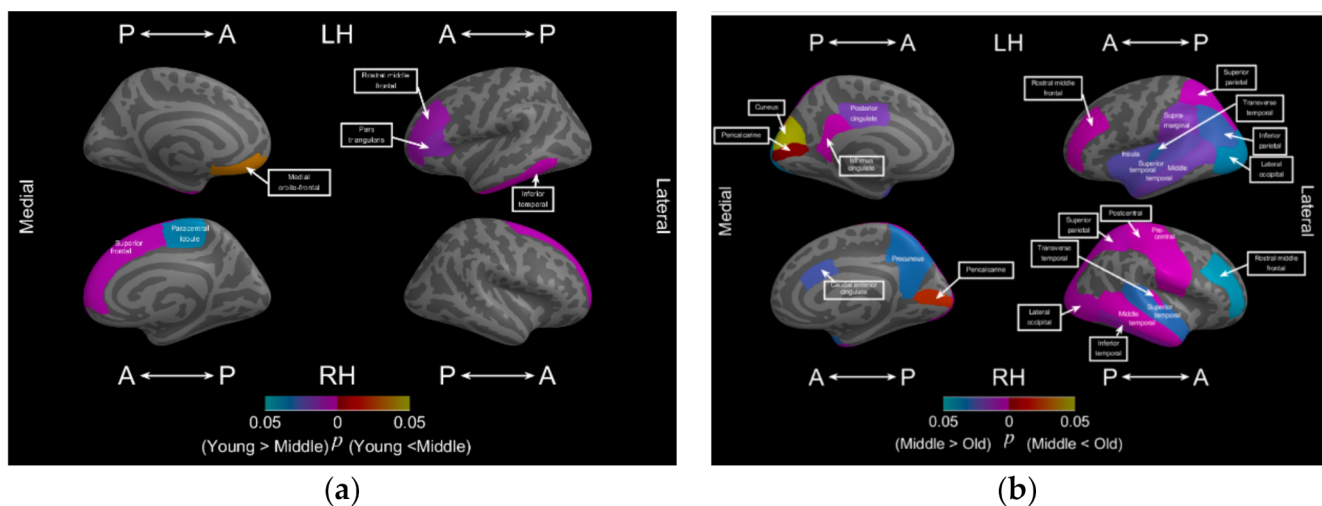 P A LH A P
Rostral middle
frontal
Pars
triangularis
Medial
orbito-frontal
Inferior
temporal
Medial
Lateral
Superior
frontal
Paracentral
lobule
A P RH P A
0.05 0 0.05
(Young > Middle) p (Young <Middle)
(a)
P A LH A P
Cuneus
Pericalcarine
Posterior
cingulate
Isthmus
cingulate
Rostral middle
frontal
Superior
parietal
Transverse
temporal
Supra-
marginal
Inferior
parietal
Lateral
occipital
Insula
Superior
temporal
Middle
temporal
Medial
Lateral
Caudal anterior
cingulate
Precuneus
Pericalcarine
Superior
parietal
Postcentral
Pre-
central
Transverse
temporal
Rostral middle
frontal
Lateral
occipital
Middle
temporal
Superior
temporal
Inferior
temporal
A P RH P A
0.05 0 0.05
(Middle > Old) p (Middle < Old)
(b)